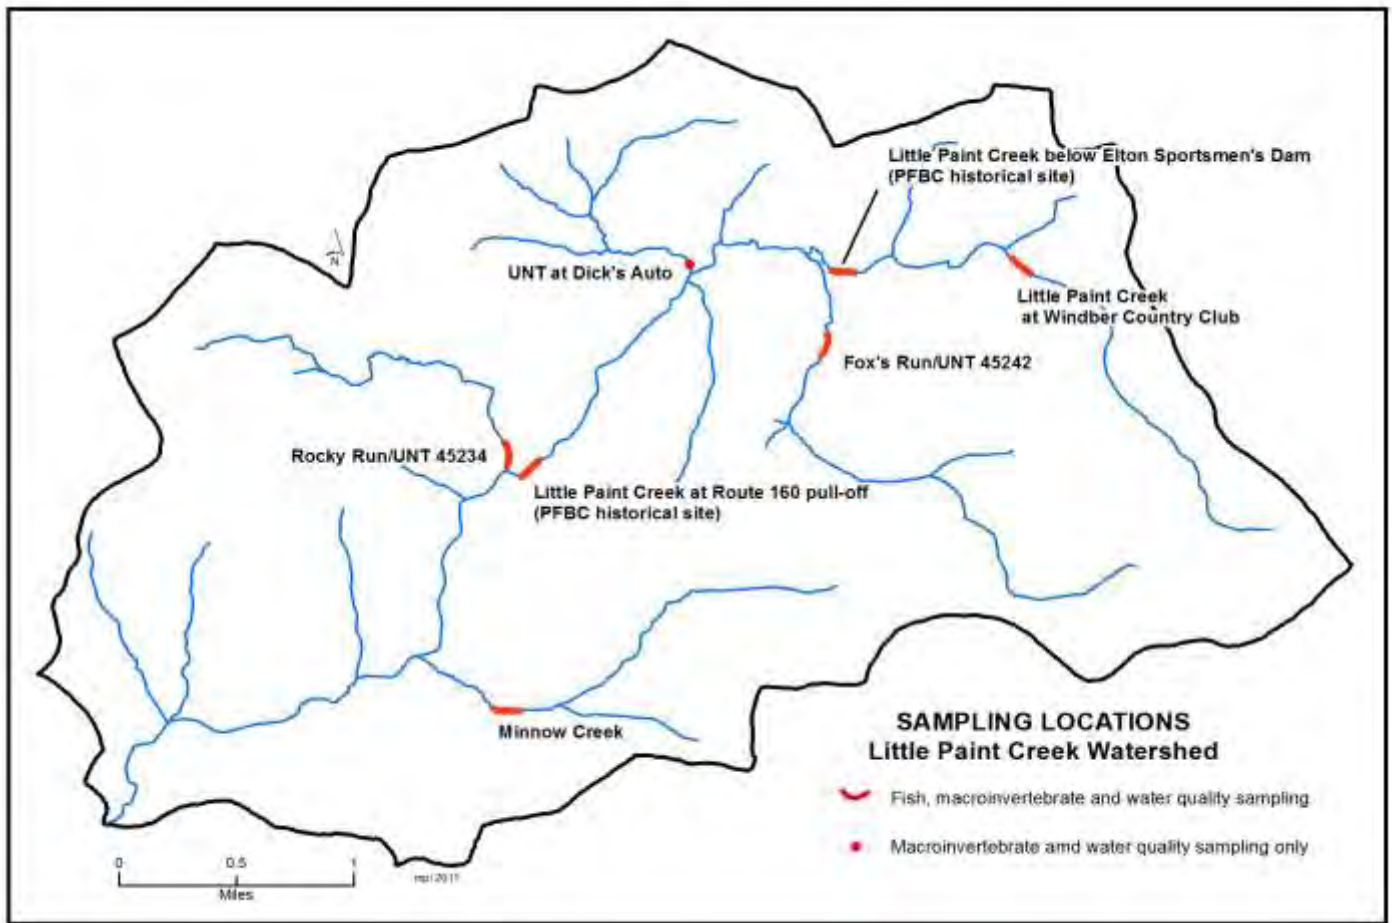 Little Paint Creek below Elton Sportsmen's Dam
(PFBC historical site)
N
UNT at Dick's Auto
Little Paint Creek
at Windber Country Club
Fox's Run/UNT 45242
Rocky Run/UNT 45234
Little Paint Creek at Route 160 pull-off
(PFBC historical site)
Minnow Creek
SAMPLING LOCATIONS
Little Paint Creek Watershed
Fish, macroinvertebrate and water quality sampling
Macroinvertebrate amd water quality sampling only
0 0.5 1
Miles